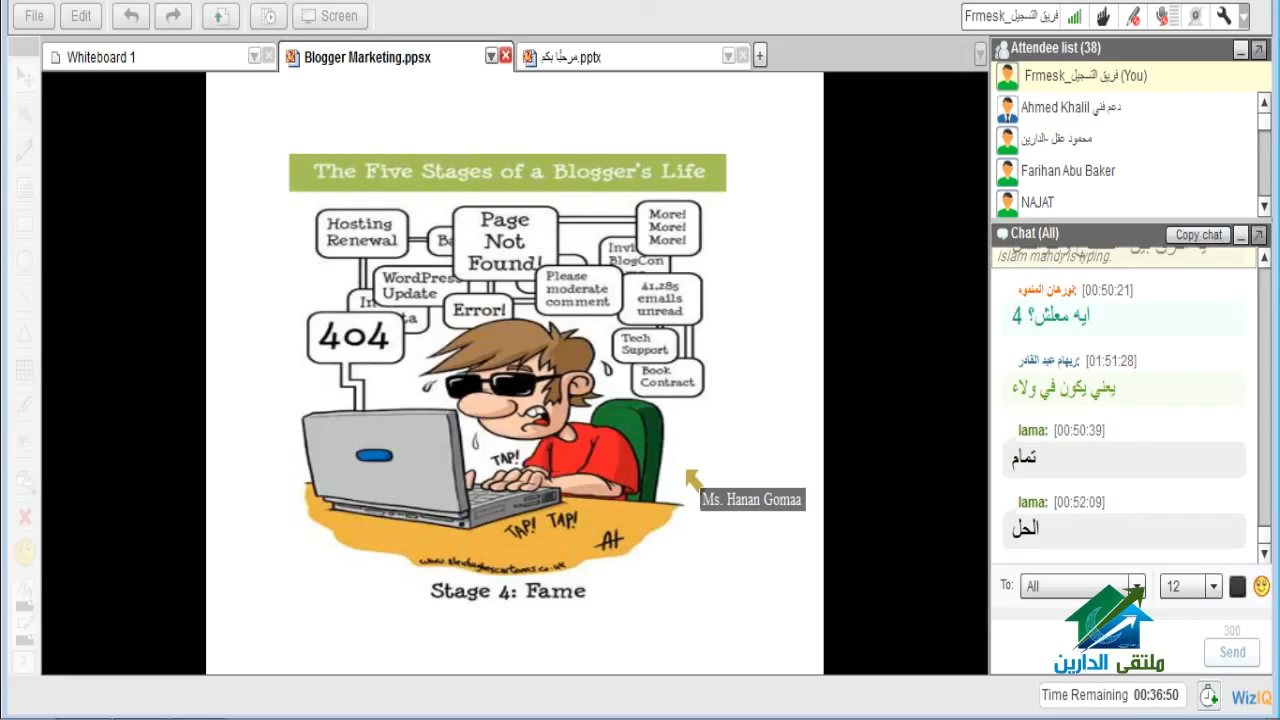 File
Edit
Screen
Frmesk_فريق التسجيل
Whiteboard 1
Blogger Marketing.ppsx
مرحبًا بكم.pptx
Attendee list (38)
Frmesk_فريق التسجيل (You)
Ahmed Khalil دعم فني
محمود عقل -الدارين
Farihan Abu Baker
NAJAT
Chat (All)
Copy chat
Islam mahdy is typing.
نورهان المندوه: [00:50:21]
ايه معلش؟ 4
ريهام عبد القادر: [01:51:28]
يعني يكون في ولاء
lama: [00:50:39]
تمام
lama: [00:52:09]
الحل
To:
All
12
300
Send
ملتقى الدارين
Time Remaining 00:36:50
WizIQ
The Five Stages of a Blogger's Life
Hosting
Renewal
Page
Not
Found!
More!
More!
More!
BlogCon
WordPress
Update
Please
moderate
comment
41,285
emails
unread
Error!
404
Tech
Support
Book
Contract
TAP!
TAP! TAP!
Ms. Hanan Gomaa
Stage 4: Fame